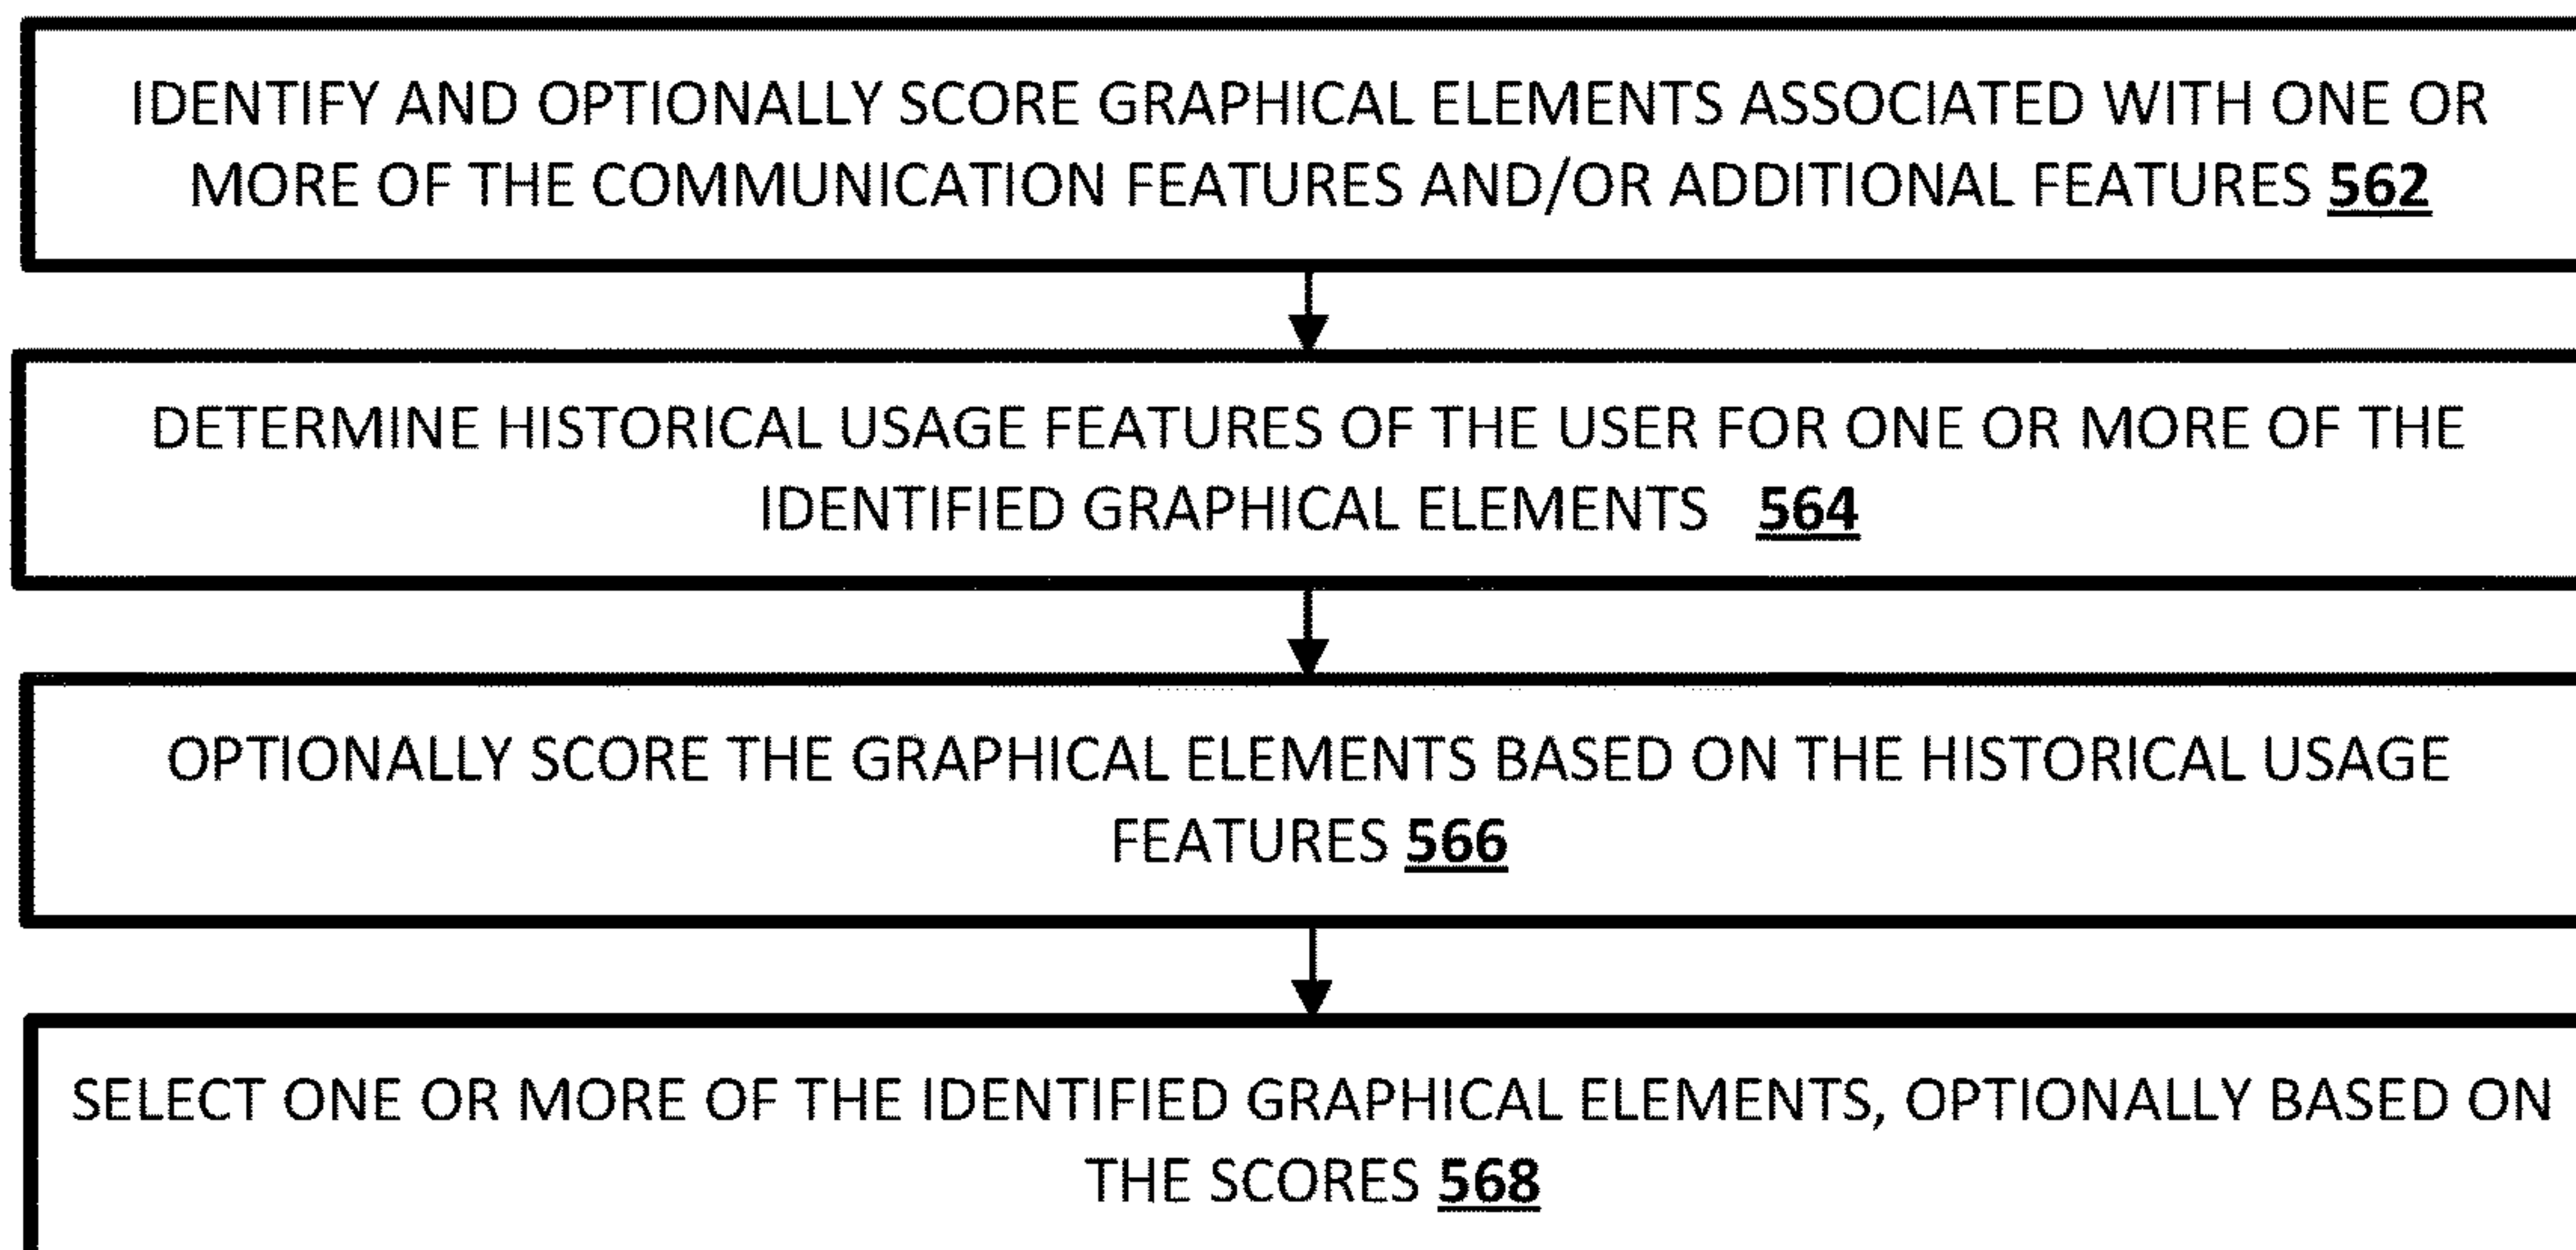 IDENTIFY AND OPTIONALLY SCORE GRAPHICAL ELEMENTS ASSOCIATED WITH ONE OR
MORE OF THE COMMUNICATION FEATURES AND/OR ADDITIONAL FEATURES 562
DETERMINE HISTORICAL USAGE FEATURES OF THE USER FOR ONE OR MORE OF THE
IDENTIFIED GRAPHICAL ELEMENTS 564
OPTIONALLY SCORE THE GRAPHICAL ELEMENTS BASED ON THE HISTORICAL USAGE
FEATURES 566
SELECT ONE OR MORE OF THE IDENTIFIED GRAPHICAL ELEMENTS, OPTIONALLY BASED ON
THE SCORES 568